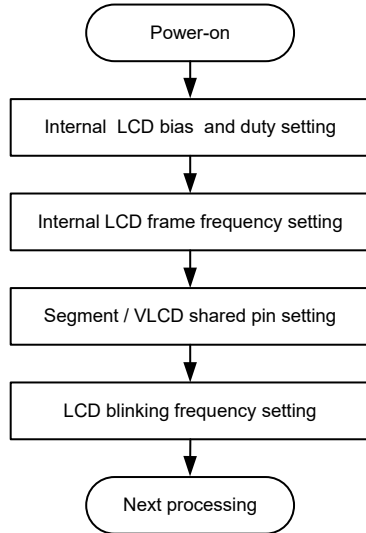 Power-on
Internal LCD bias and duty setting
Internal LCD frame frequency setting
Segment / VLCD shared pin setting
LCD blinking frequency setting
Next processing